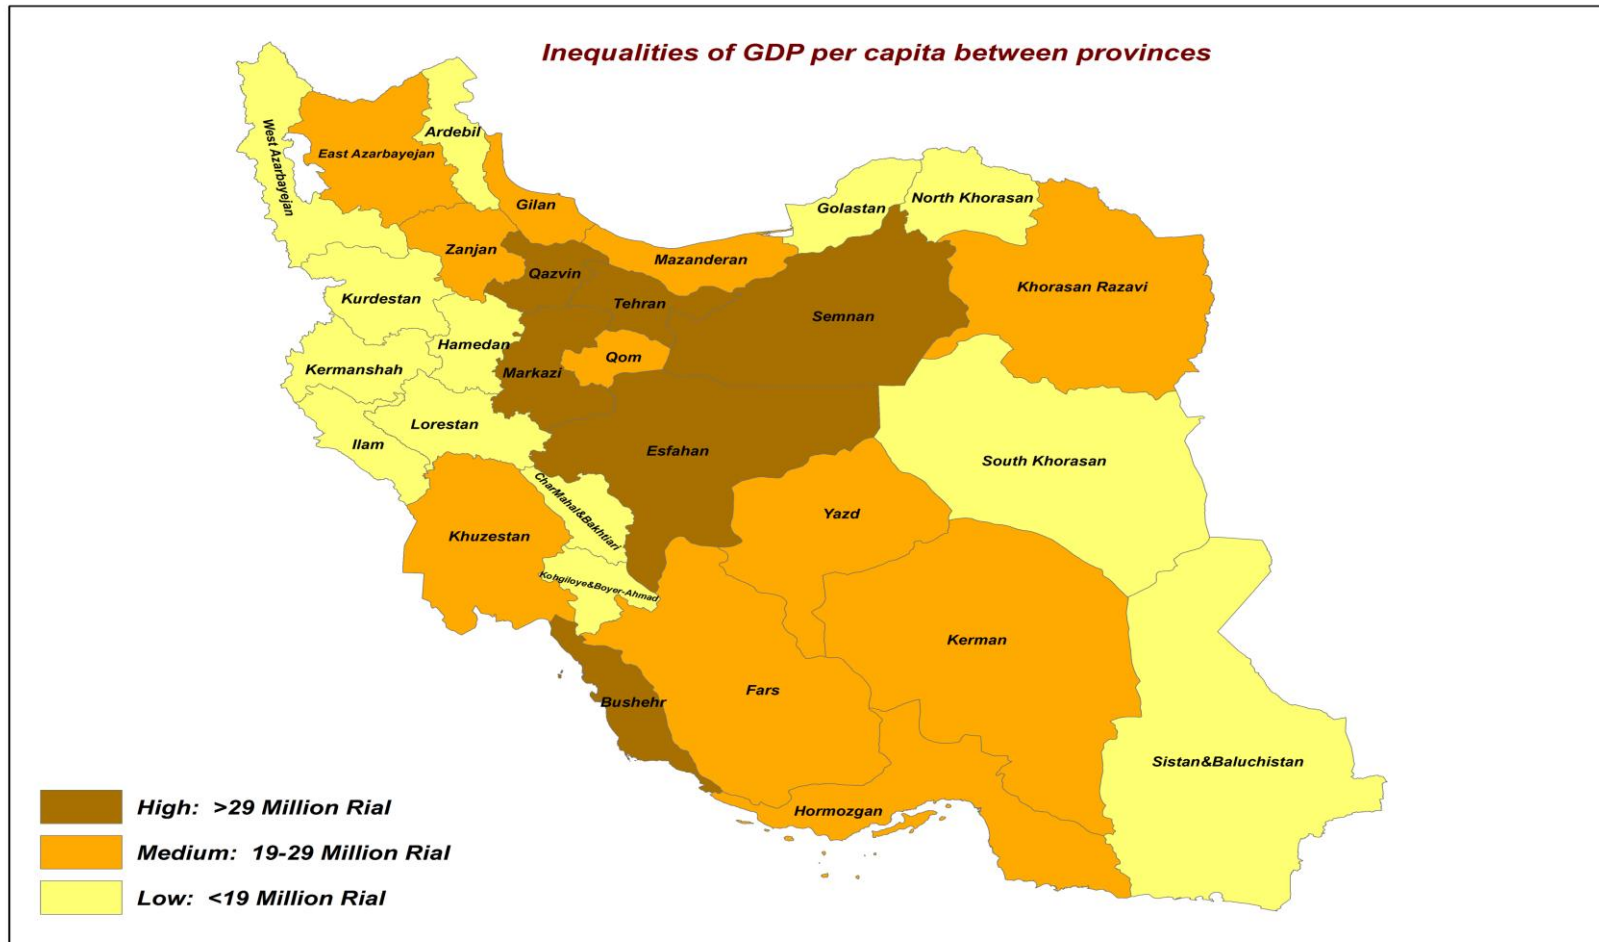 Inequalities of GDP per capita between provinces
West Azarbayejan
East Azarbayejan
Ardebil
Gilan
Zanjan
Qazvin
Mazanderan
Golastan
North Khorasan
Khorasan Razavi
Tehran
Semnan
Kurdestan
Hamedan
Kermanshah
Markazi
Qom
Lorestan
Ilam
Esfahan
South Khorasan
CharMahal&Bakhtiari
Khuzestan
Yazd
Kohgiloye&Boyer-Ahmad
Kerman
Fars
Bushehr
Sistan&Baluchistan
Hormozgan
High: >29 Million Rial
Medium: 19-29 Million Rial
Low: <19 Million Rial